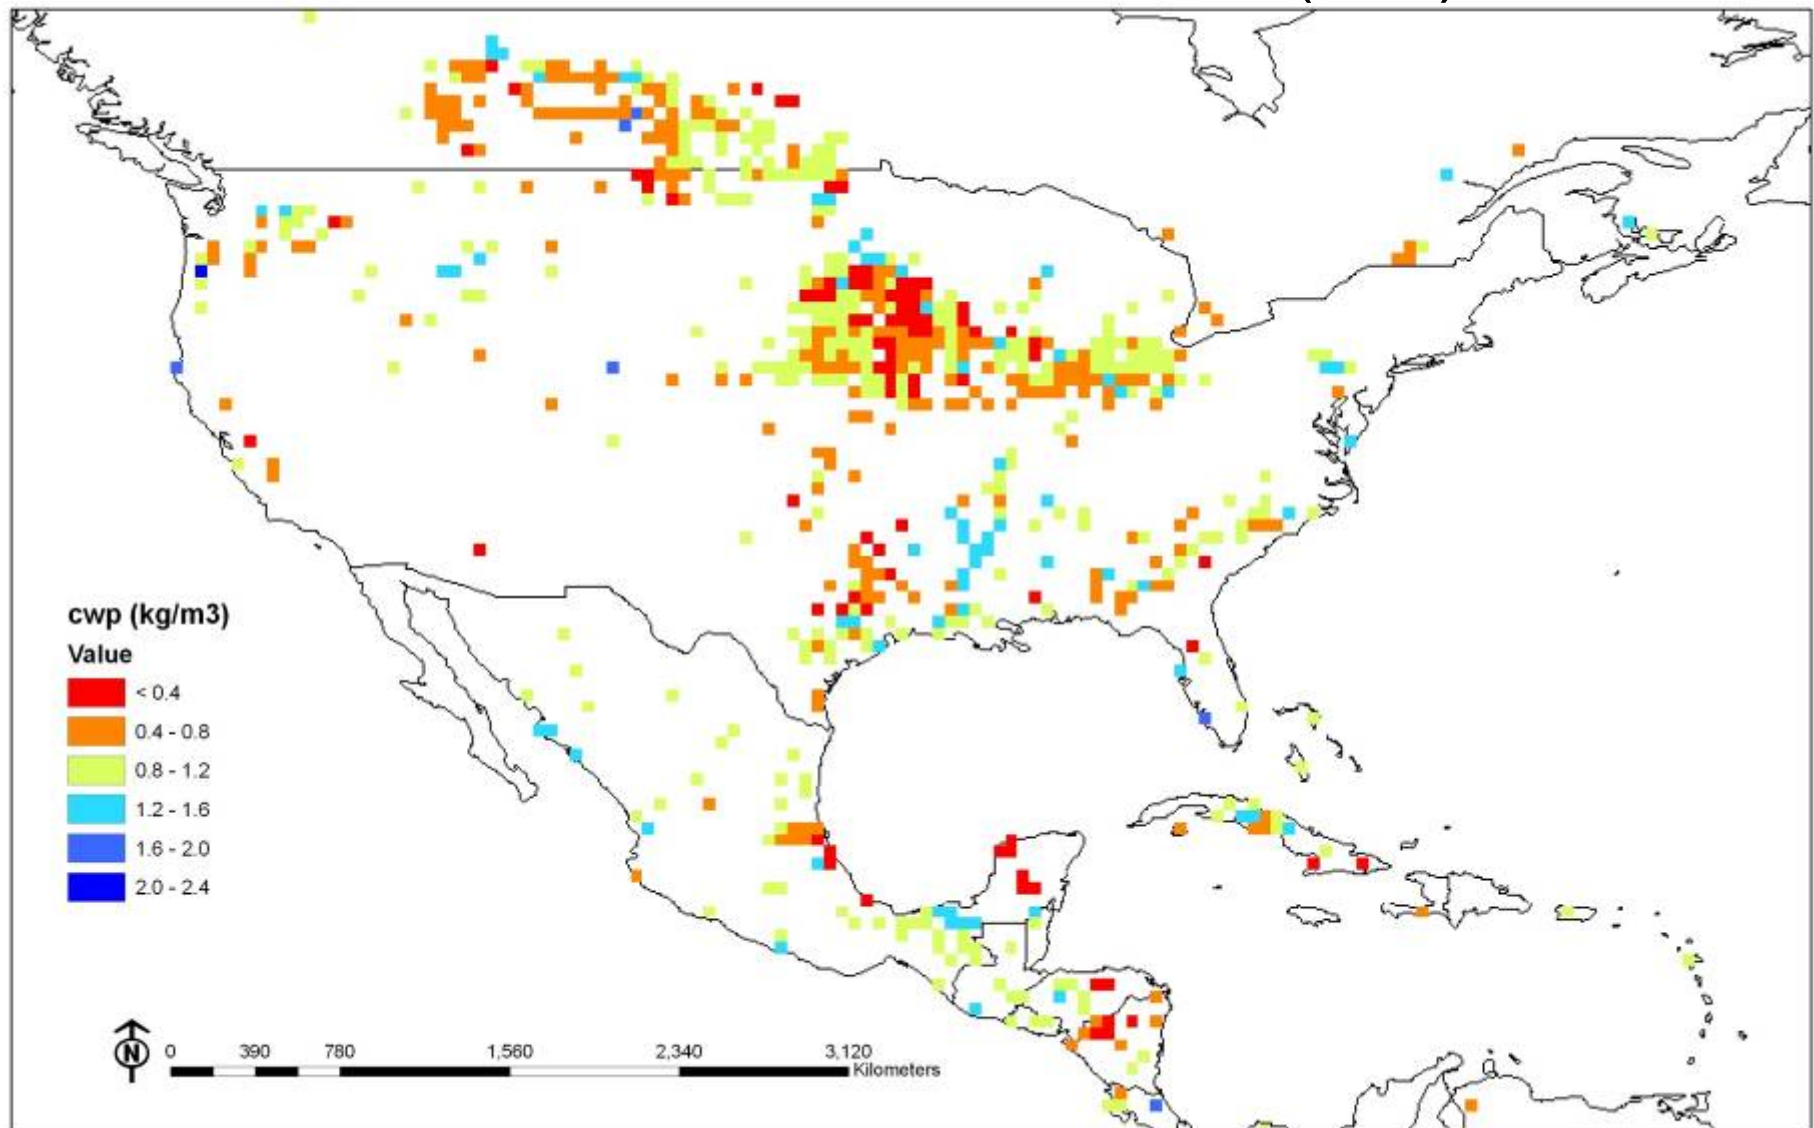 cwp (kg/m3)
Value
< 0.4
0.4 - 0.8
0.8 - 1.2
1.2 - 1.6
1.6 - 2.0
2.0 - 2.4
N
0 390 780 1,560 2,340 3,120
Kilometers